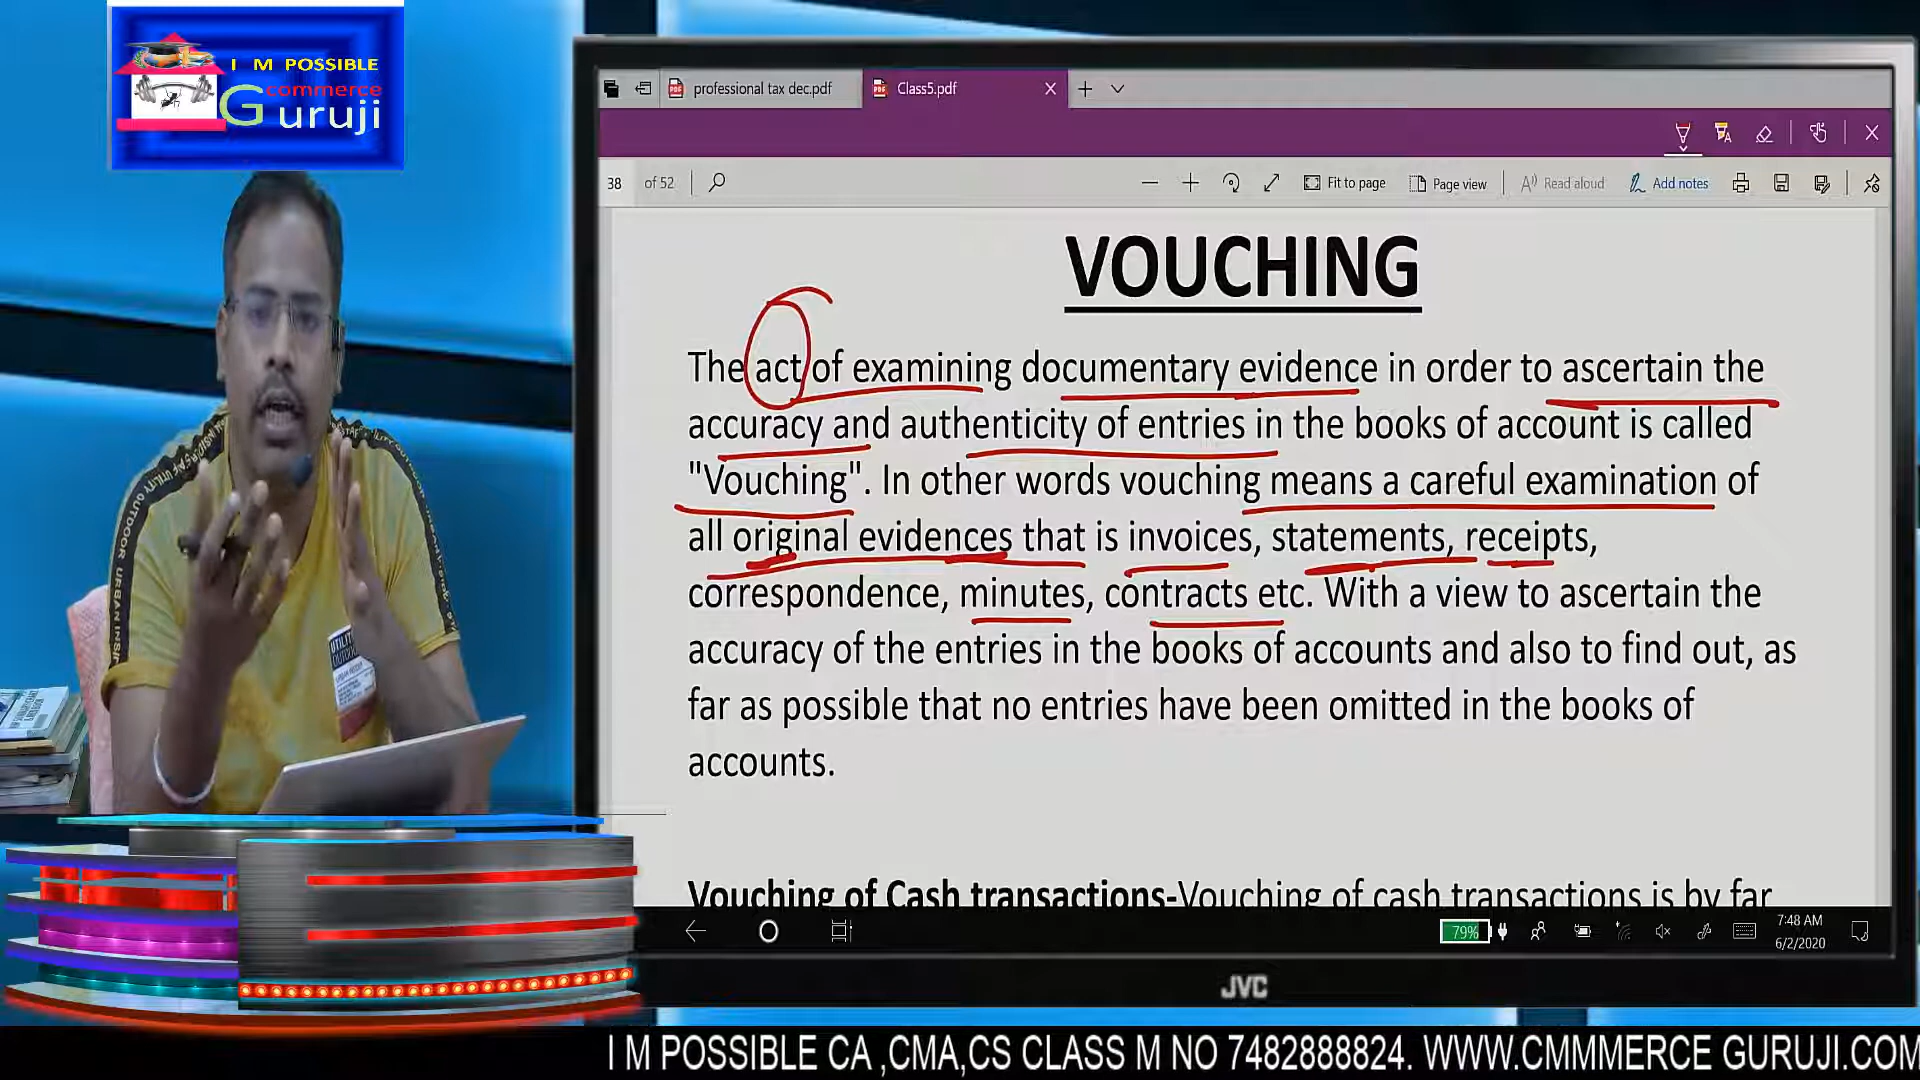 I M POSSIBLE
commerce
Guruji
professional tax dec.pdf
Class5.pdf
38 of 52
Fit to page
Page view
Read aloud
Add notes
VOUCHING
The act of examining documentary evidence in order to ascertain the
accuracy and authenticity of entries in the books of account is called
"Vouching". In other words vouching means a careful examination of
all original evidences that is invoices, statements, receipts,
correspondence, minutes, contracts etc. With a view to ascertain the
accuracy of the entries in the books of accounts and also to find out, as
far as possible that no entries have been omitted in the books of
accounts.
Vouching of Cash transactions-Vouching of cash transactions is by far
79%
7:48 AM
6/2/2020
JVC
UTILITY
OUTDOOR
I M POSSIBLE CA ,CMA,CS CLASS M NO 7482888824. WWW.CMMMERCE GURUJI.COM